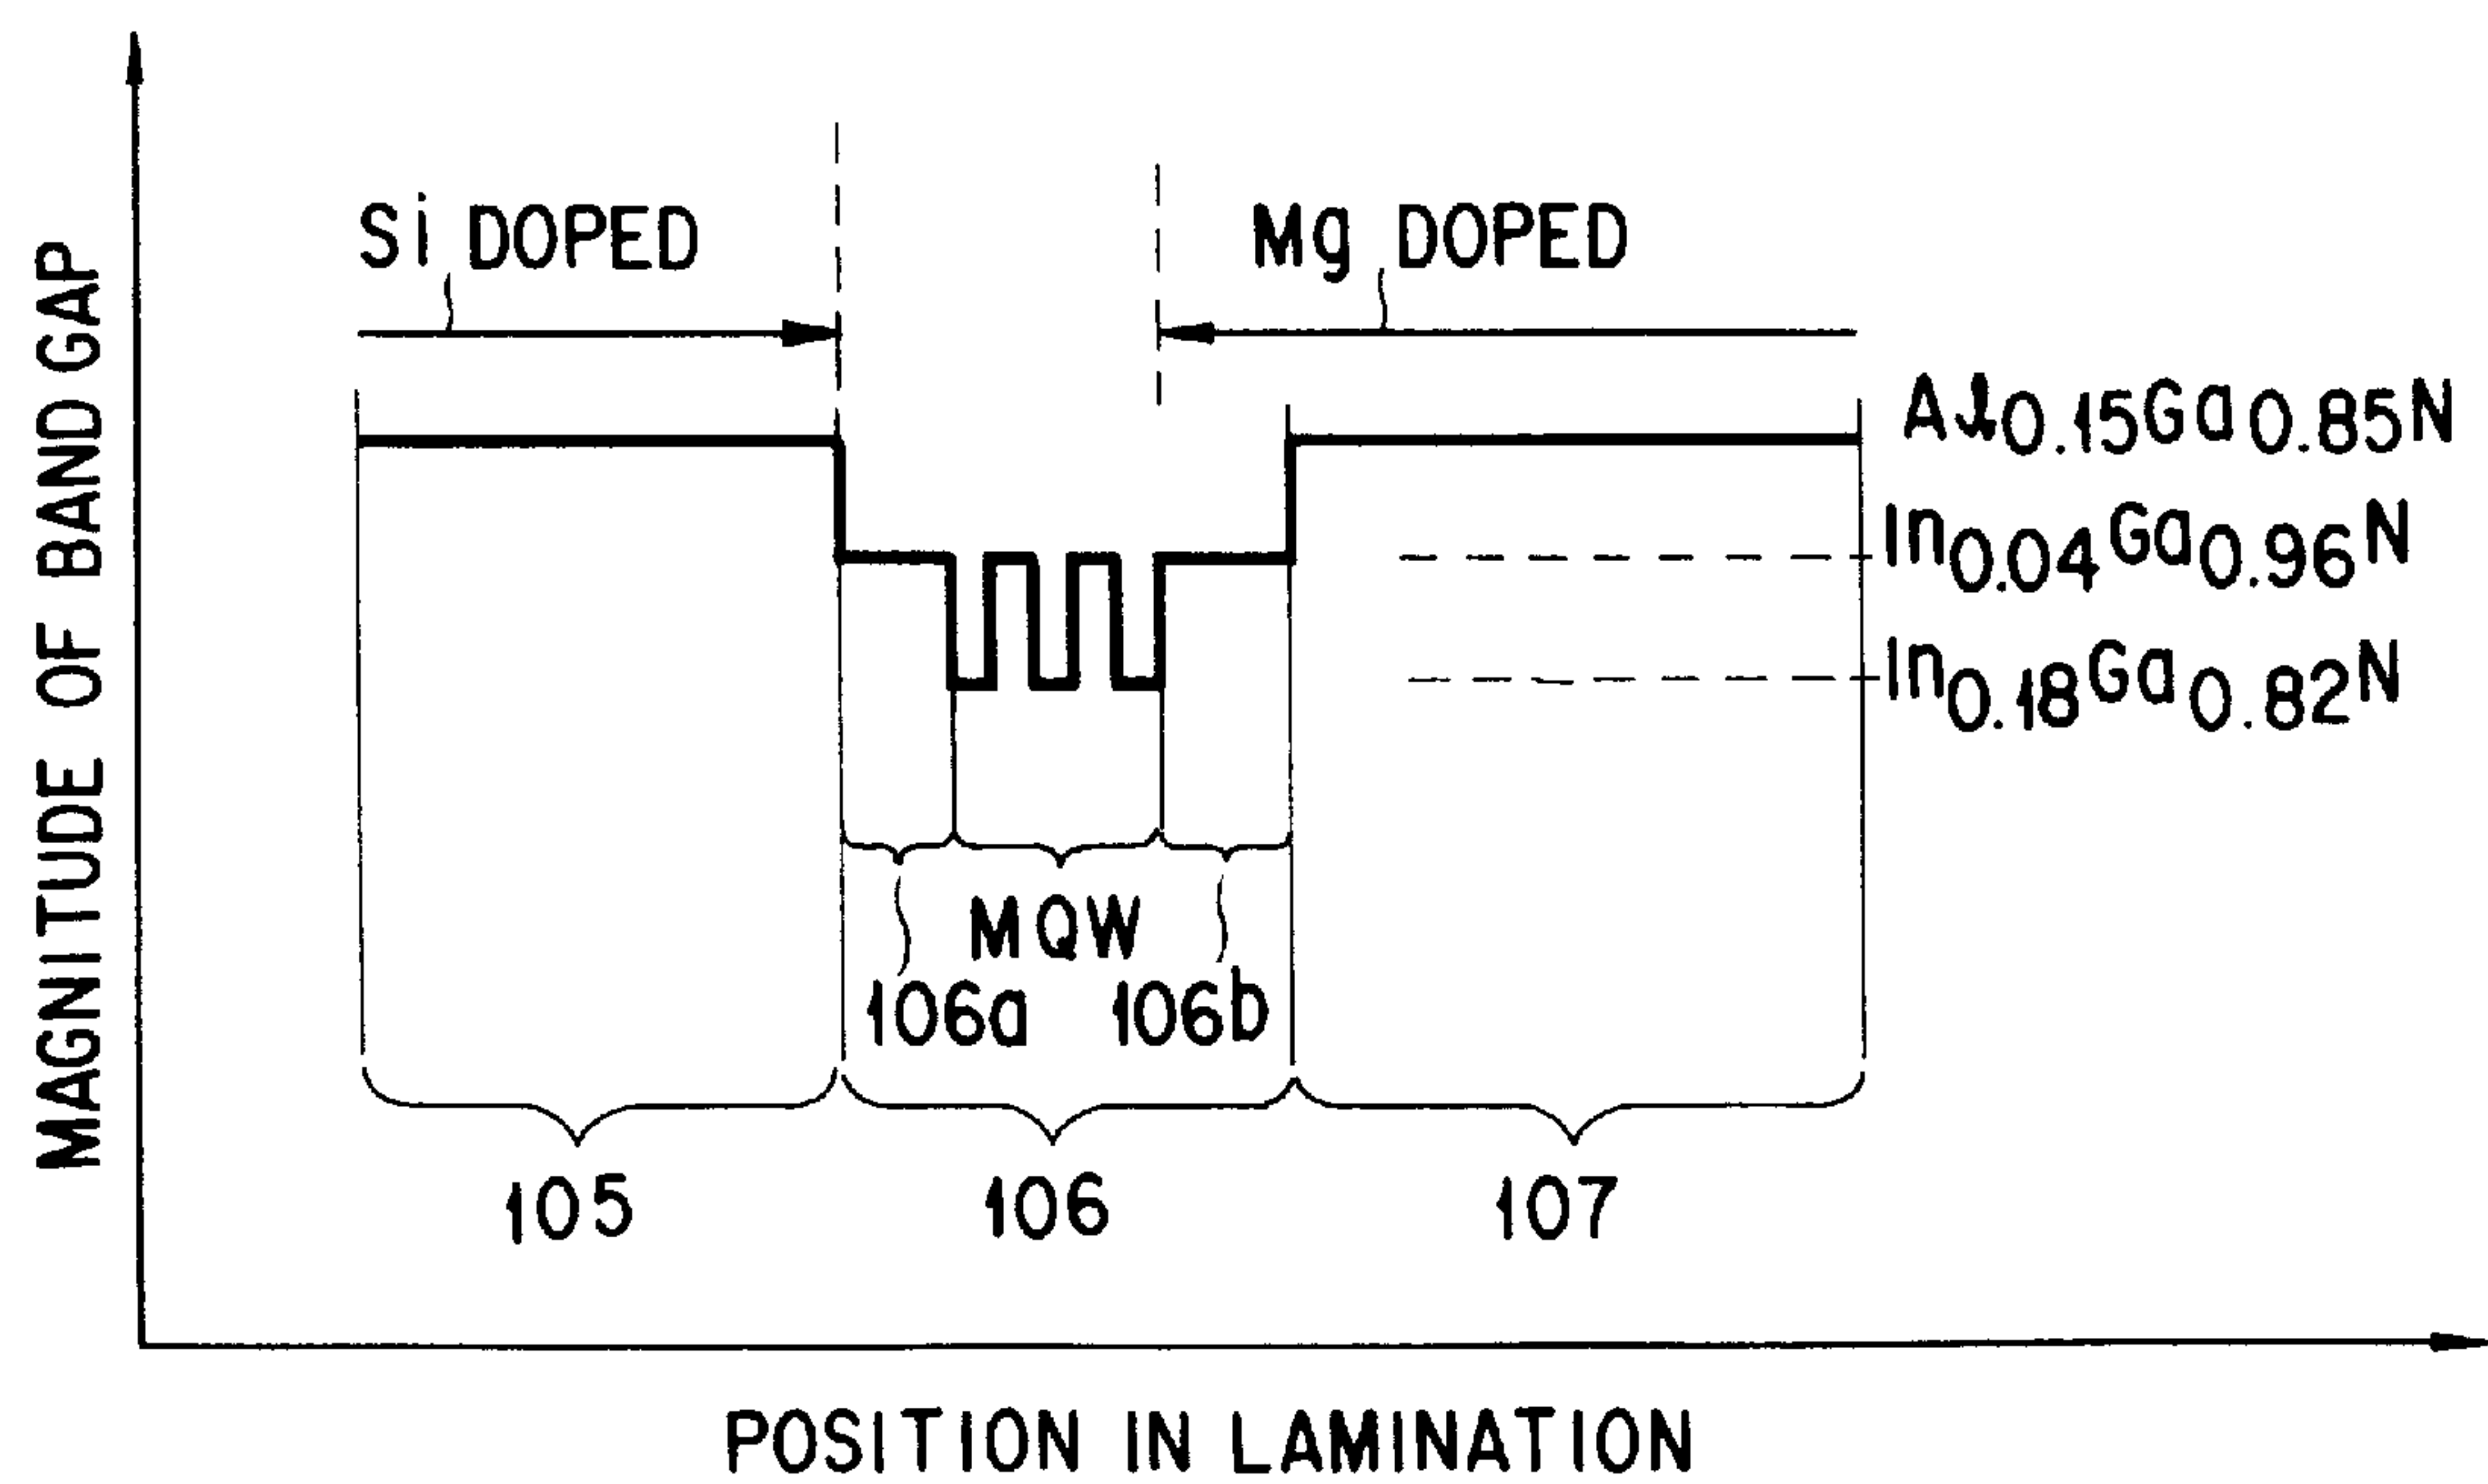 MAGNITUDE OF BAND GAP
Si DOPED
Mg DOPED
Al0.15Ga0.85N
In0.04Ga0.96N
In0.18Ga0.82N
MQW
106a
106b
105
106
107
POSITION IN LAMINATION